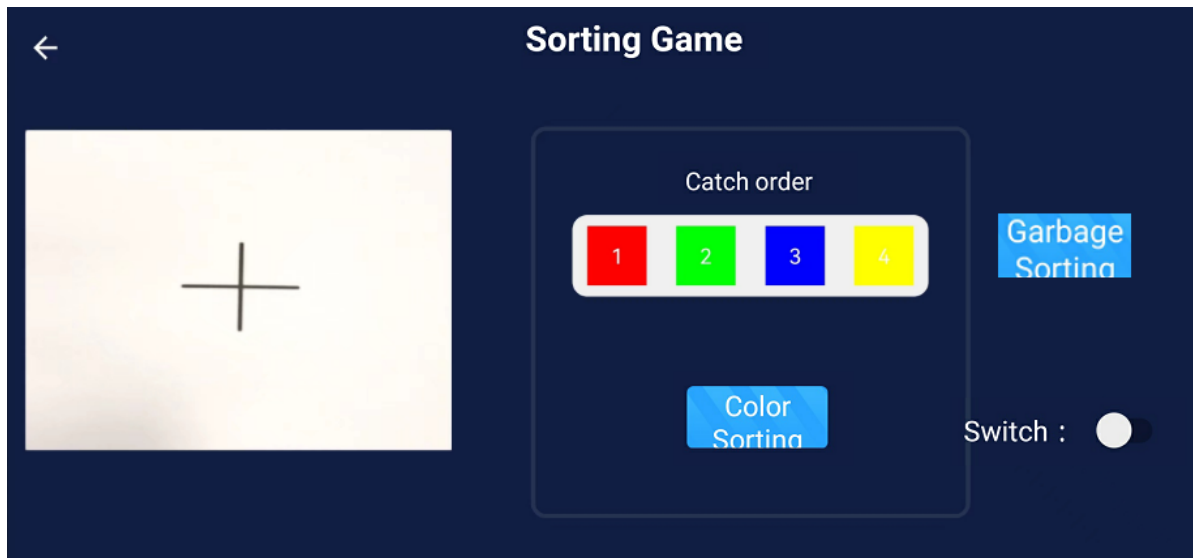 Sorting Game
Catch order
1 2 3 4
Garbage
Sorting
Color
Sorting
Switch :